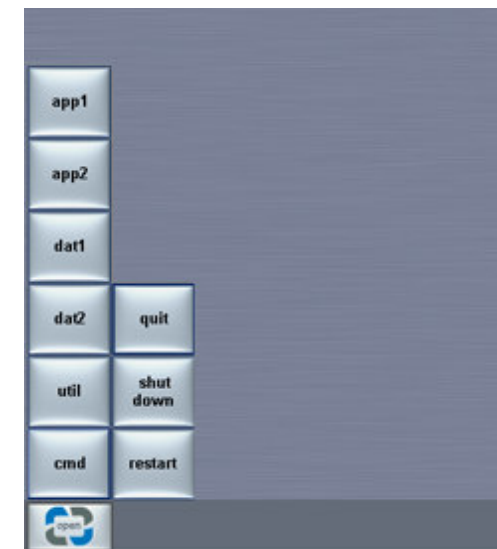 app1
app2
dat1
dat2
quit
util
shut
down
cmd
restart
open